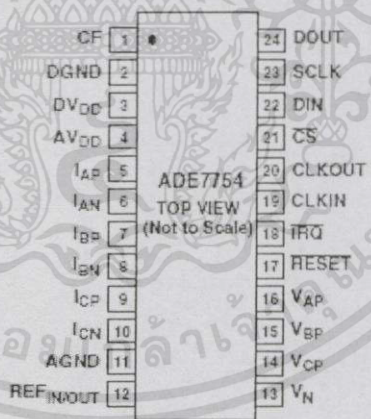 CF 1 24 DOUT
DGND 2 23 SCLK
DVDD 3 22 DIN
AVDD 4 21 CS
IAP 5 20 CLKOUT
IAN 6 ADE7754 19 CLKIN
TOP VIEW
IBP 7 (Not to Scale) 18 IRQ
IBN 8 17 RESET
ICP 9 16 VAP
ICN 10 15 VBP
AGND 11 14 VCP
REFIN/OUT 12 13 VN